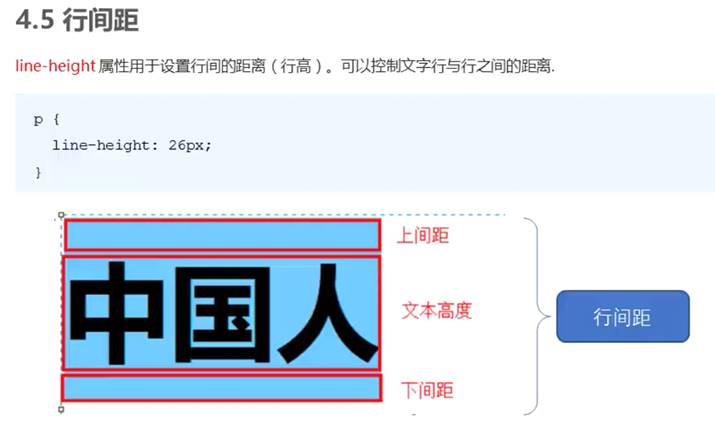 4.5 行间距
line-height 属性用于设置行间的距离（行高）。可以控制文字行与行之间的距离.
p {
line-height: 26px;
}
上间距
中国人
文本高度
行间距
下间距